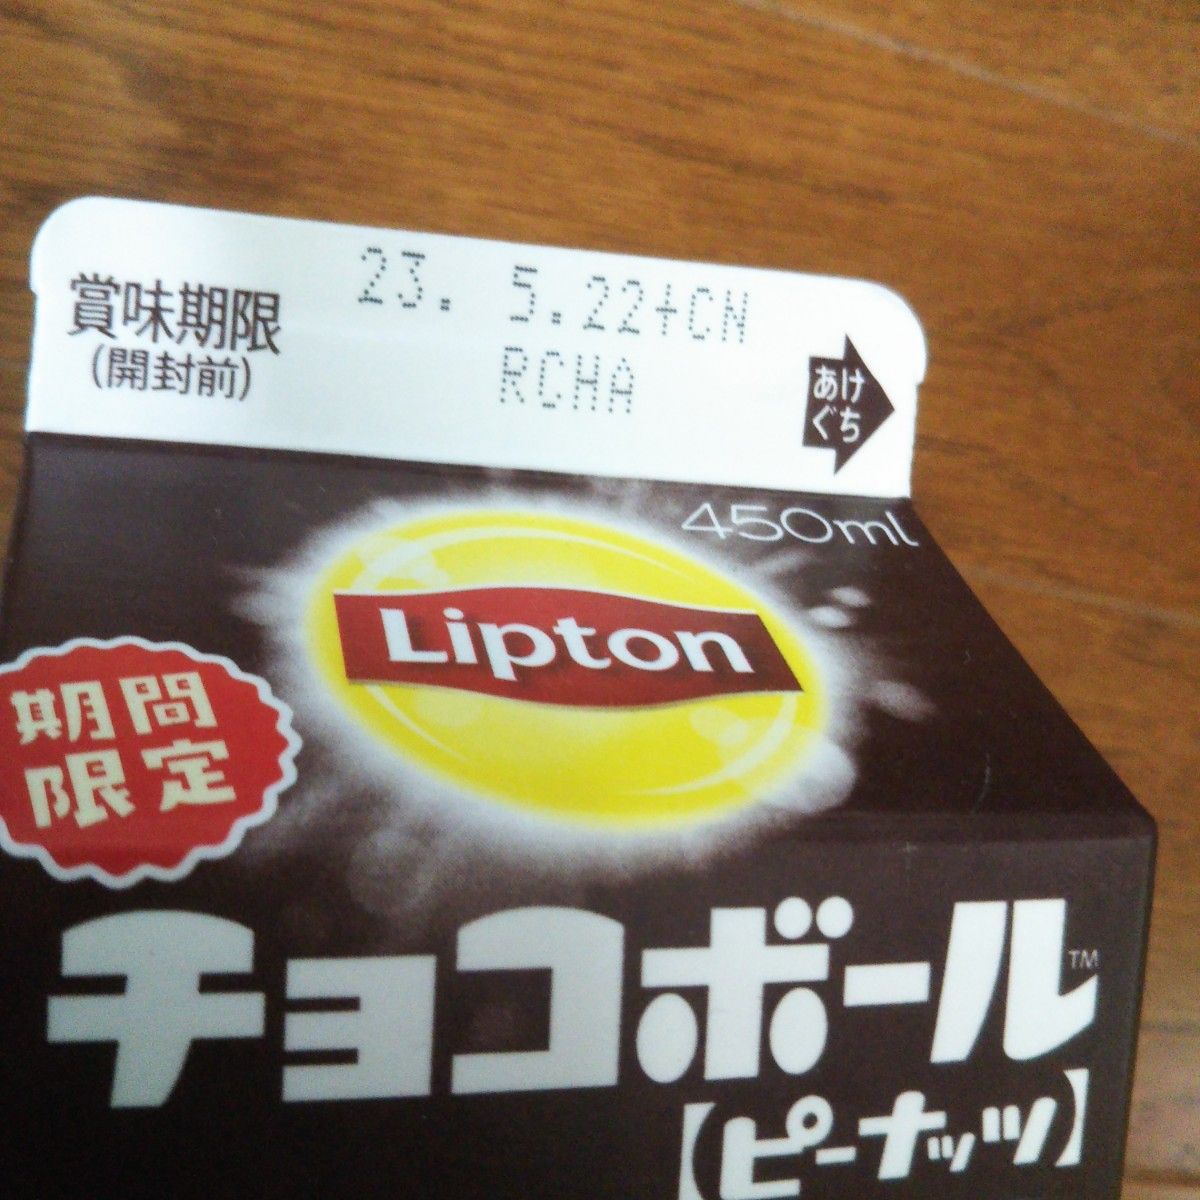 賞味期限
(開封前)
23. 5.22+CN
RCHA
あけ
ぐち
450ml
Lipton
期間
限定
チョコボール™
【ピーナッツ】